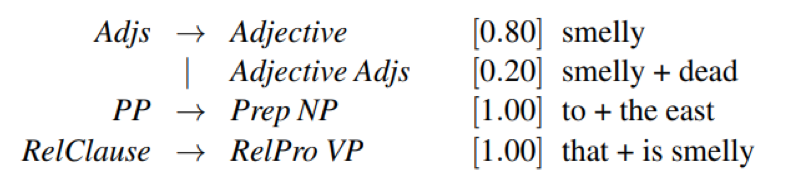 Adjs → Adjective [0.80] smelly
| Adjective Adjs [0.20] smelly + dead
PP → Prep NP [1.00] to + the east
RelClause → RelPro VP [1.00] that + is smelly